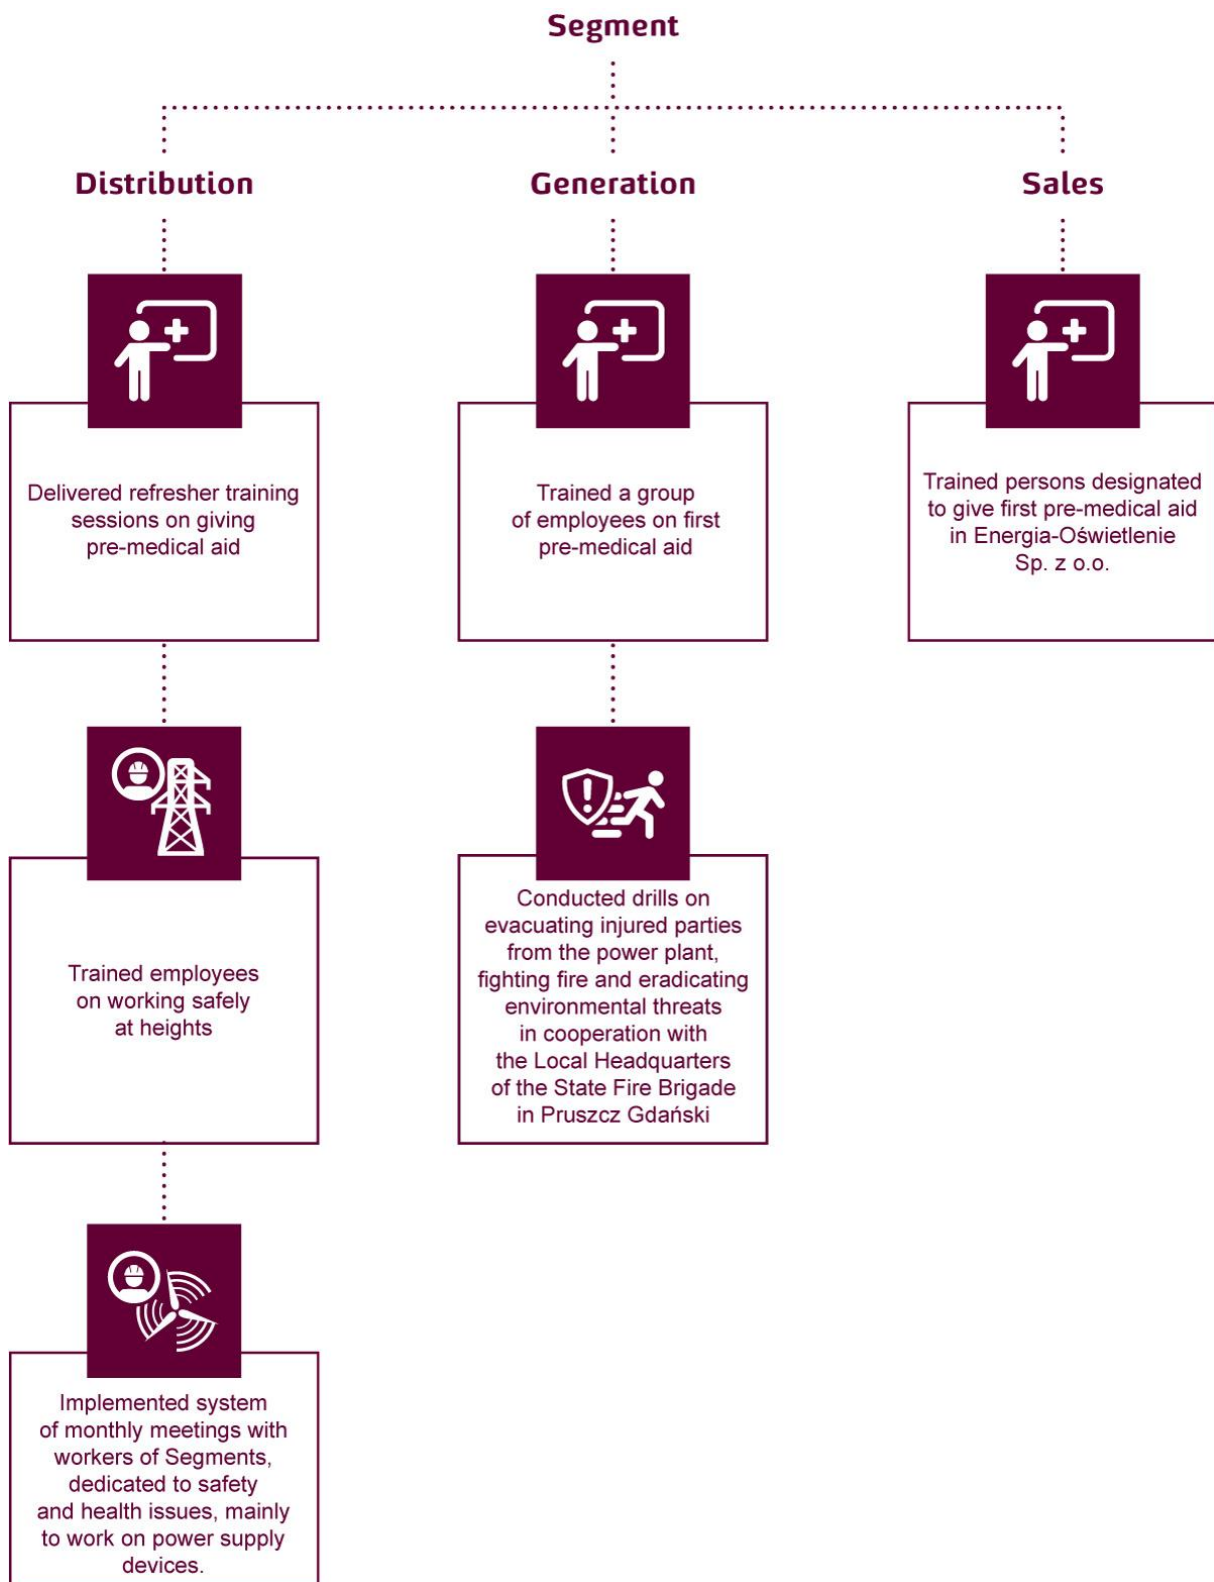 Segment
Distribution
Generation
Sales
Delivered refresher training
sessions on giving
pre-medical aid
Trained a group
of employees on first
pre-medical aid
Trained persons designated
to give first pre-medical aid
in Energia-Oświetlenie
Sp. z o.o.
Trained employees
on working safely
at heights
Conducted drills on
evacuating injured parties
from the power plant,
fighting fire and eradicating
environmental threats
in cooperation with
the Local Headquarters
of the State Fire Brigade
in Pruszcz Gdański
Implemented system
of monthly meetings with
workers of Segments,
dedicated to safety
and health issues, mainly
to work on power supply
devices.